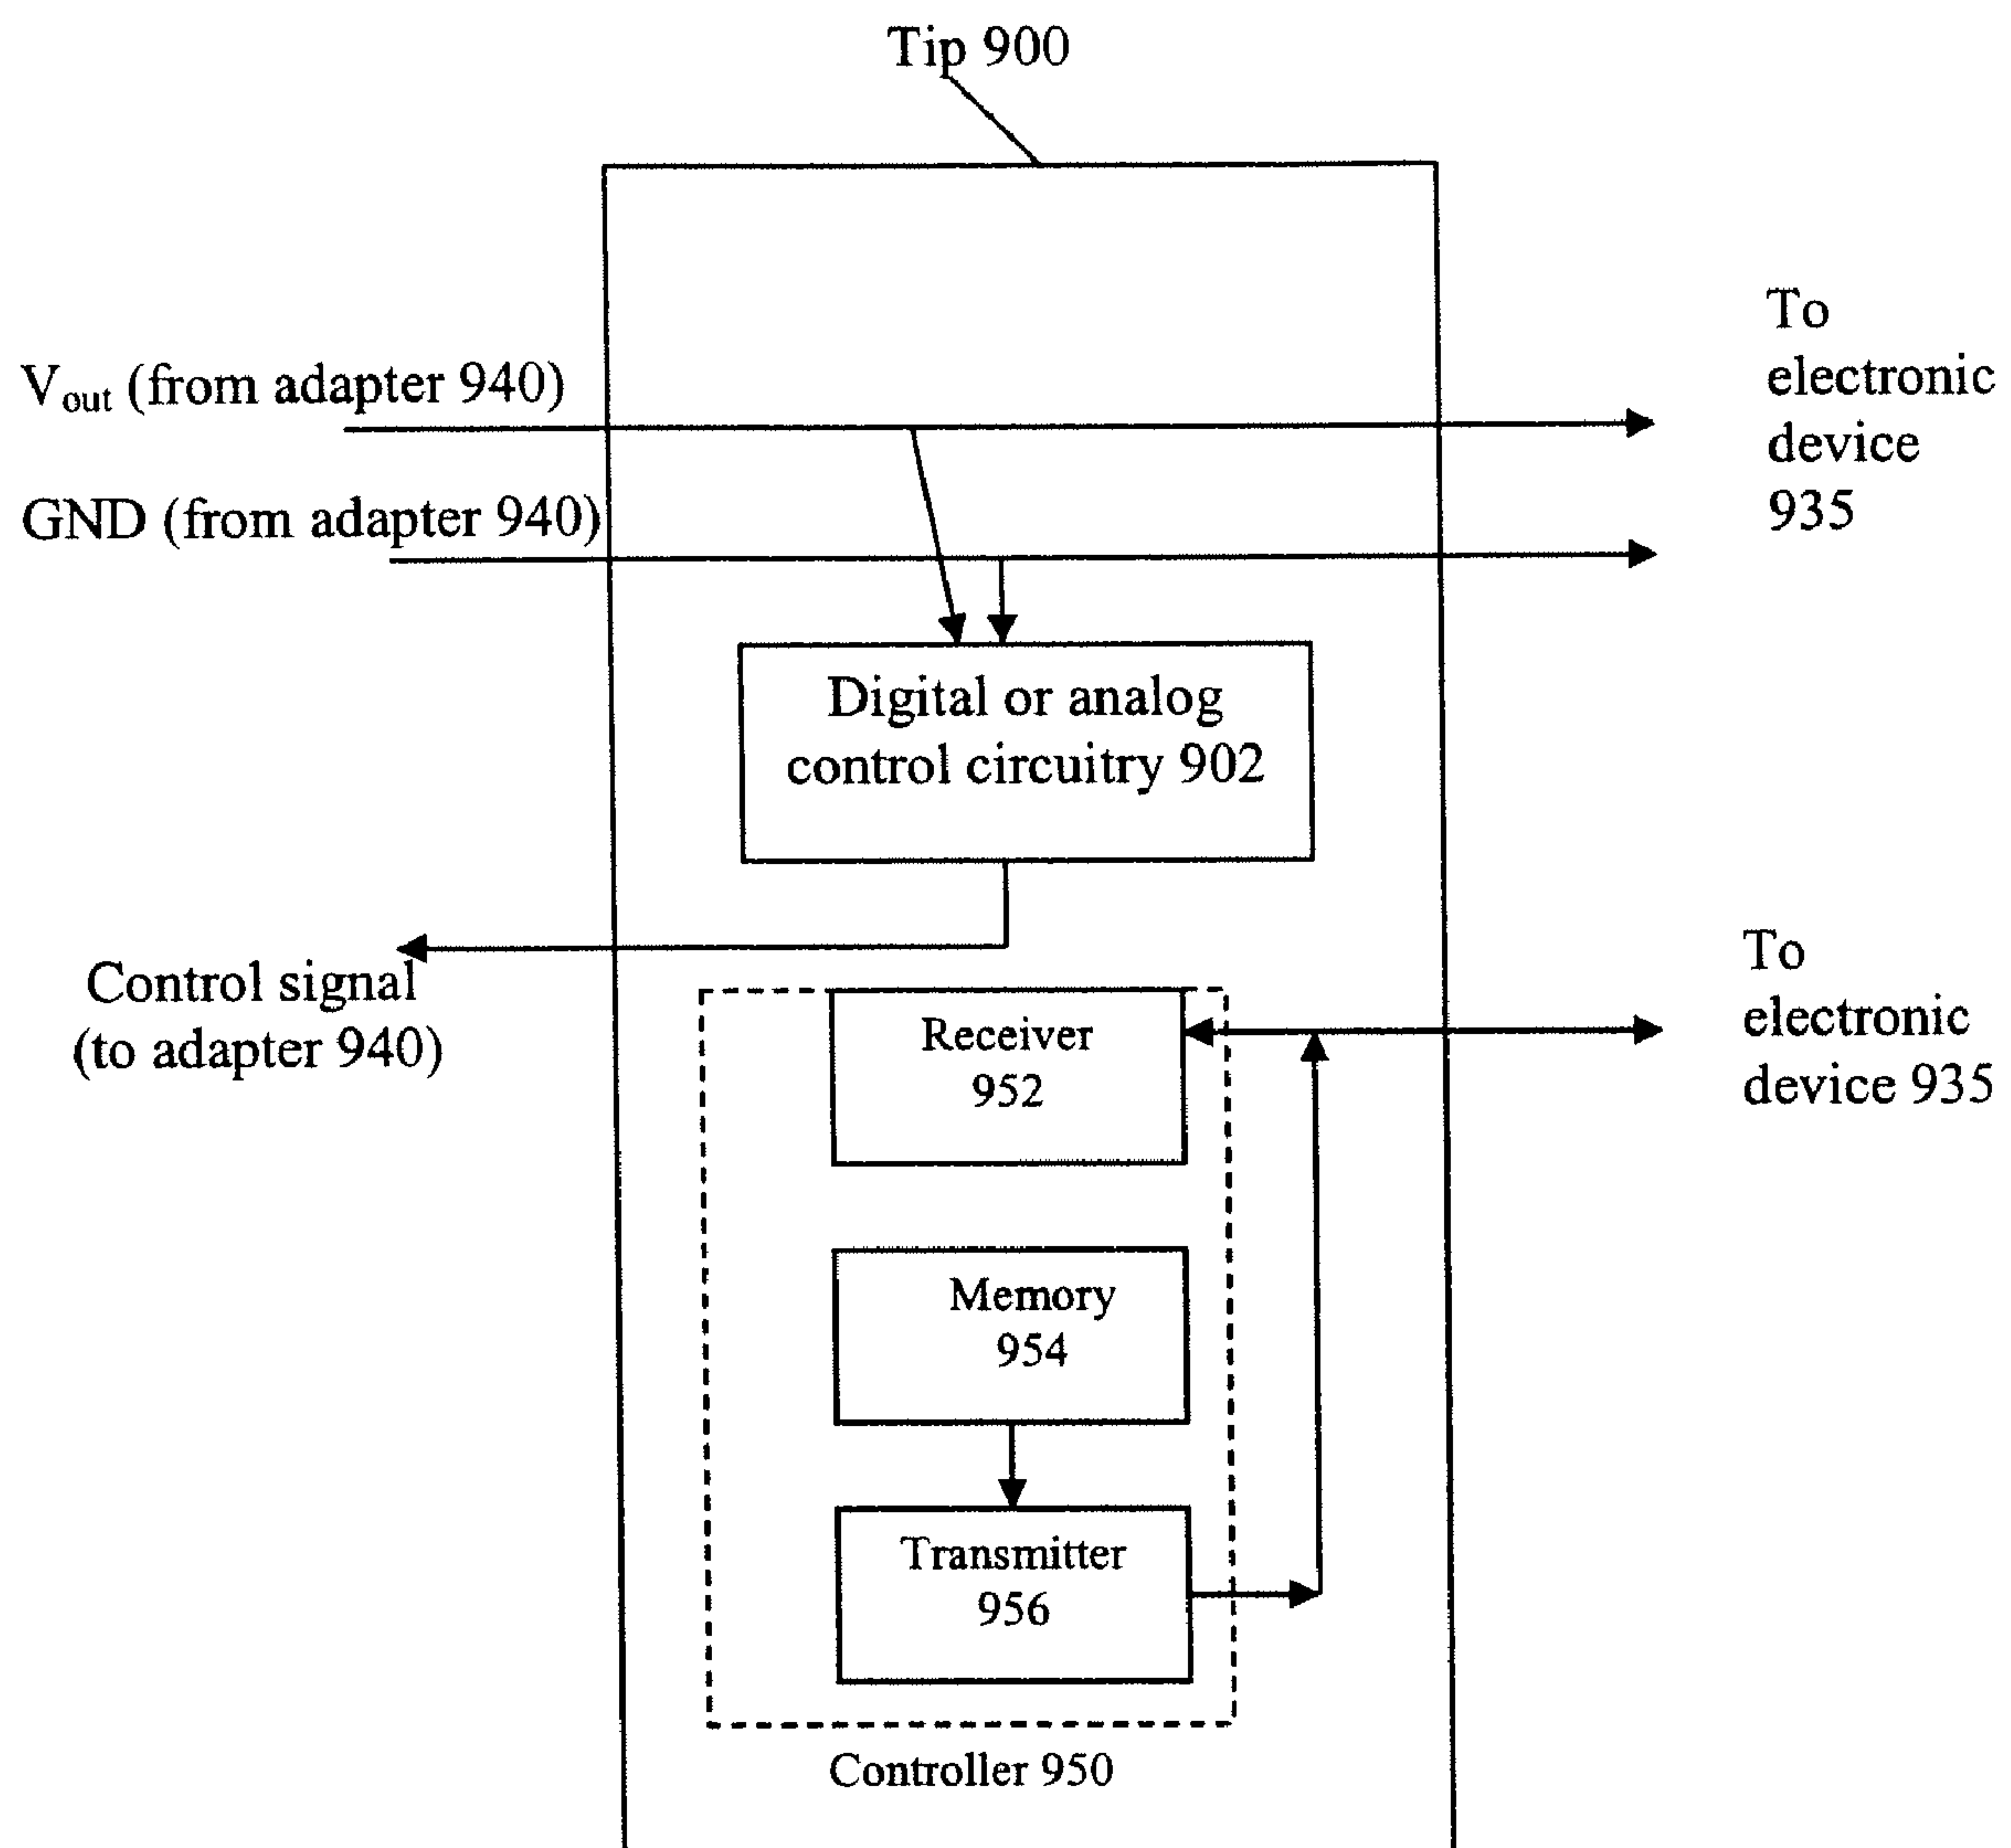 Tip 900
V_out (from adapter 940)
GND (from adapter 940)
To
electronic
device
935
Digital or analog
control circuitry 902
Control signal
(to adapter 940)
To
electronic
device 935
Receiver
952
Memory
954
Transmitter
956
Controller 950